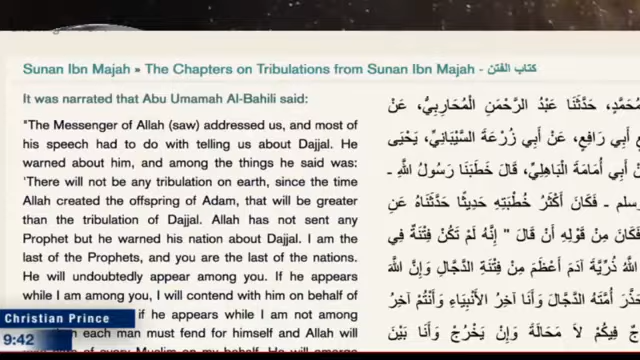 Sunan Ibn Majah » The Chapters on Tribulations from Sunan Ibn Majah - كتاب الفتن
It was narrated that Abu Umamah Al-Bahili said:
"The Messenger of Allah (saw) addressed us, and most of
his speech had to do with telling us about Dajjal. He
warned about him, and among the things he said was:
'There will not be any tribulation on earth, since the time
Allah created the offspring of Adam, that will be greater
than the tribulation of Dajjal. Allah has not sent any
Prophet but he warned his nation about Dajjal. I am the
last of the Prophets, and you are the last of the nations.
He will undoubtedly appear among you. If he appears
while I am among you, I will contend with him on behalf of
if he appears while I am not among
each man must fend for himself and Allah will
مُحَمَّدٍ، حَدَّثَنَا عَبْدُ الرَّحْمَنِ الْمُحَارِبِيُّ، عَنْ
رَافِعٍ، عَنْ أَبِي زُرْعَةَ السَّيْبَانِيِّ، يَحْيَى
أَبِي أُمَامَةَ الْبَاهِلِيِّ، قَالَ خَطَبَنَا رَسُولُ اللَّهِ ـ
وسلم ـ فَكَانَ أَكْثَرُ خُطْبَتِهِ حَدِيثًا حَدَّثَنَاهُ عَنِ
فَكَانَ مِنْ قَوْلِهِ أَنْ قَالَ " إِنَّهُ لَمْ تَكُنْ فِتْنَةٌ فِي
اللَّهُ ذُرِّيَّةَ آدَمَ أَعْظَمَ مِنْ فِتْنَةِ الدَّجَّالِ وَإِنَّ اللَّهَ
حَذَّرَ أُمَّتَهُ الدَّجَّالَ وَأَنَا آخِرُ الأَنْبِيَاءِ وَأَنْتُمْ آخِرُ
فِيكُمْ لاَ مَحَالَةَ وَإِنْ يَخْرُجْ وَأَنَا بَيْنَ
Christian Prince
9:42